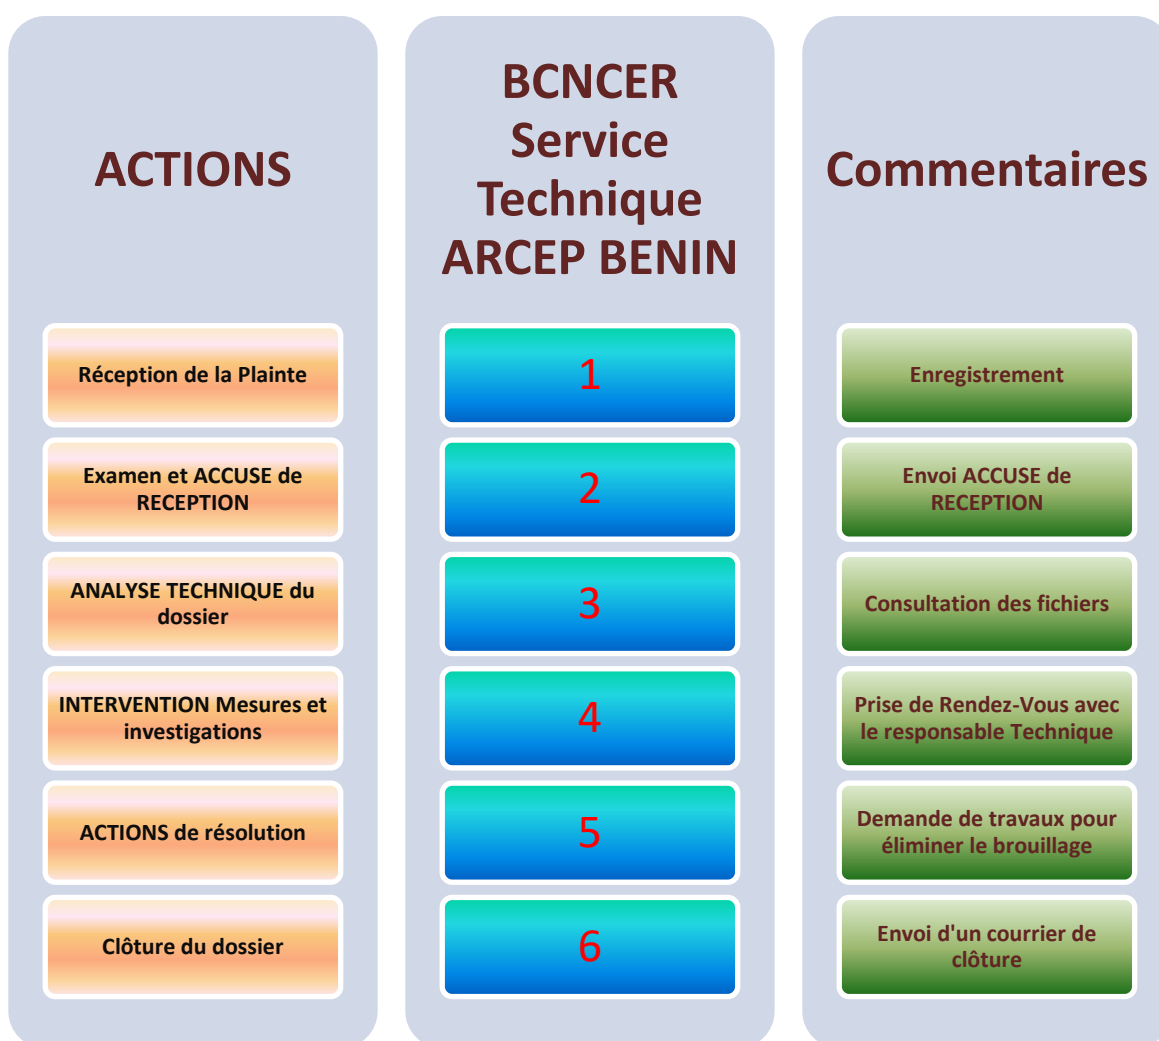 ACTIONS
BCNCER
Service
Technique
ARCEP BENIN
Commentaires
Réception de la Plainte
1
Enregistrement
Examen et ACCUSE de
RECEPTION
2
Envoi ACCUSE de
RECEPTION
ANALYSE TECHNIQUE du
dossier
3
Consultation des fichiers
INTERVENTION Mesures et
investigations
4
Prise de Rendez-Vous avec
le responsable Technique
ACTIONS de résolution
5
Demande de travaux pour
éliminer le brouillage
Clôture du dossier
6
Envoi d'un courrier de
clôture